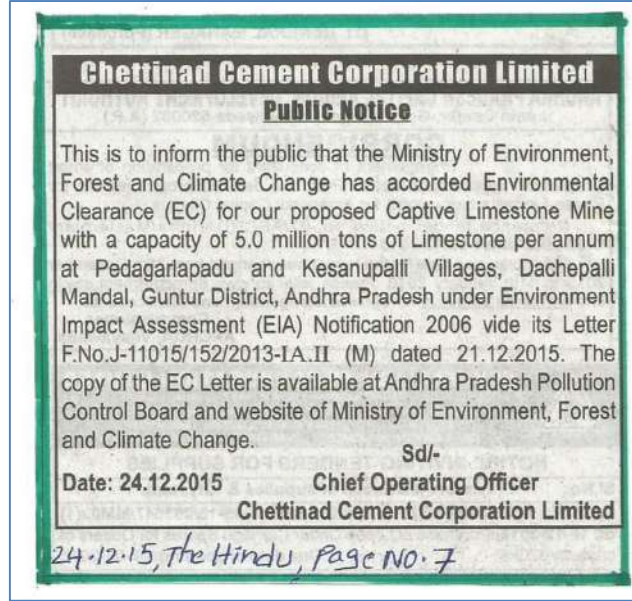 Chettinad Cement Corporation Limited
Public Notice
This is to inform the public that the Ministry of Environment,
Forest and Climate Change has accorded Environmental
Clearance (EC) for our proposed Captive Limestone Mine
with a capacity of 5.0 million tons of Limestone per annum
at Pedagarlapadu and Kesanupalli Villages, Dachepalli
Mandal, Guntur District, Andhra Pradesh under Environment
Impact Assessment (EIA) Notification 2006 vide its Letter
F.No.J-11015/152/2013-IA.II (M) dated 21.12.2015. The
copy of the EC Letter is available at Andhra Pradesh Pollution
Control Board and website of Ministry of Environment, Forest
and Climate Change.
Sd/-
Date: 24.12.2015 Chief Operating Officer
Chettinad Cement Corporation Limited
24.12.15, The Hindu, Page NO. 7